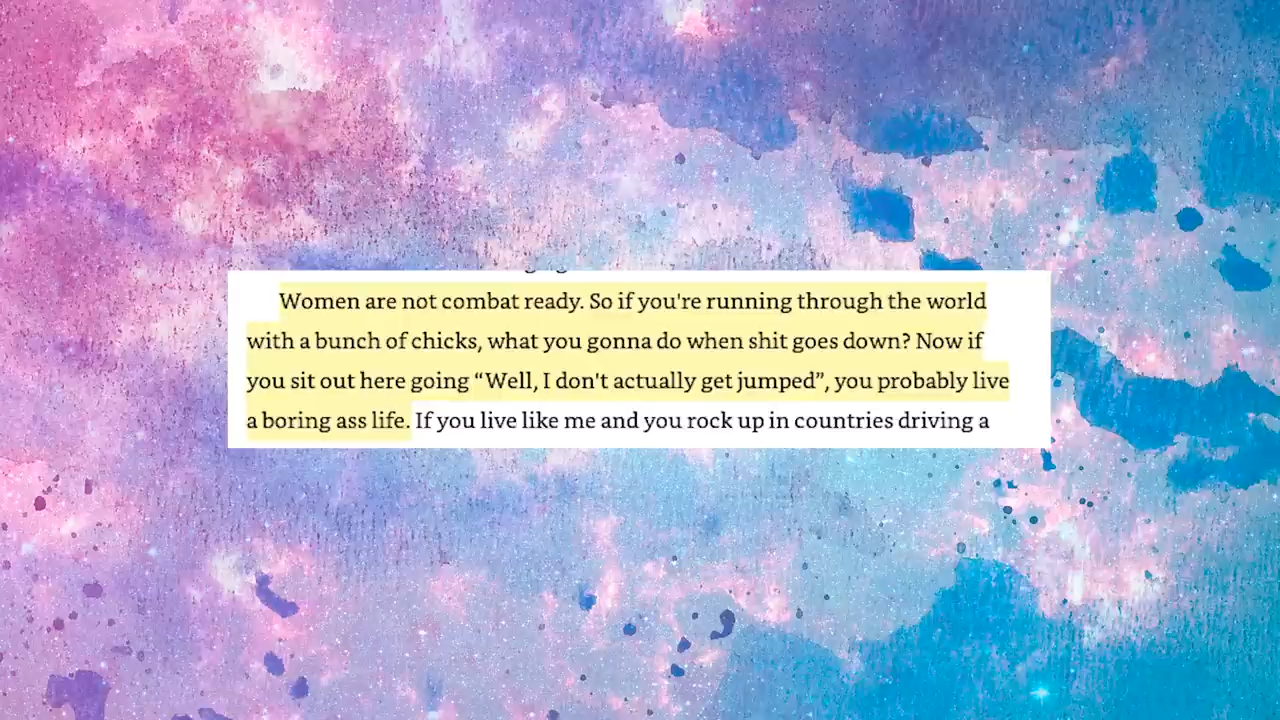 Women are not combat ready. So if you're running through the world
with a bunch of chicks, what you gonna do when shit goes down? Now if
you sit out here going “Well, I don't actually get jumped”, you probably live
a boring ass life. If you live like me and you rock up in countries driving a